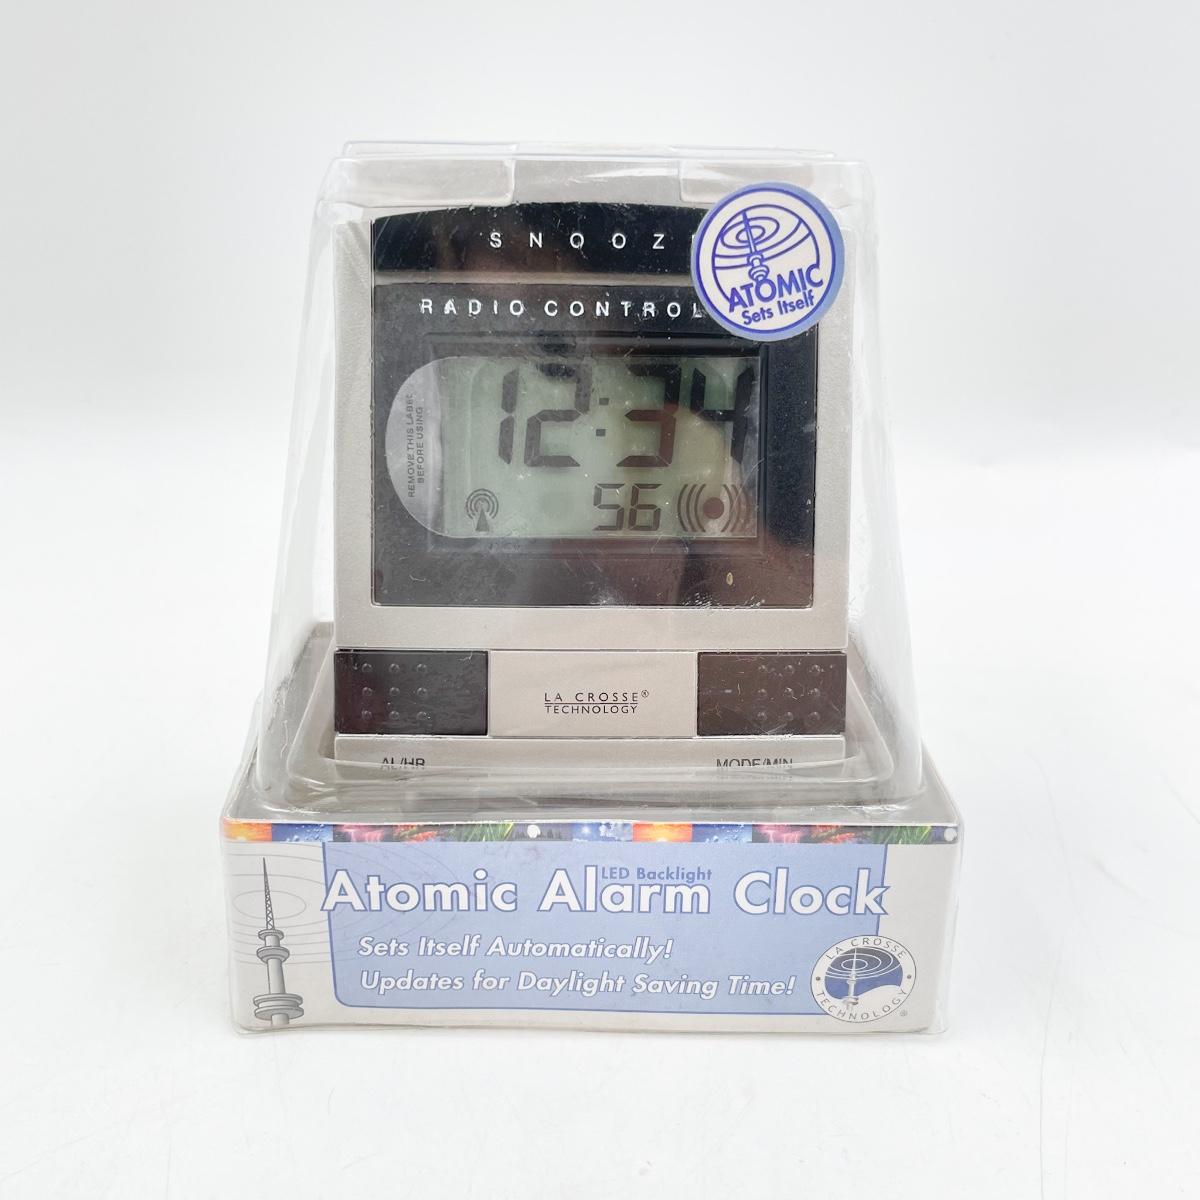 SNOOZ
RADIO CONTROL
ATOMIC
Sets Itself
REMOVE THIS LABEL
BEFORE USING
12:34
56
LA CROSSE®
TECHNOLOGY
AL/HR
MODE/MIN
LED Backlight
Atomic Alarm Clock
Sets Itself Automatically!
Updates for Daylight Saving Time!
LA CROSSE
TECHNOLOGY
®